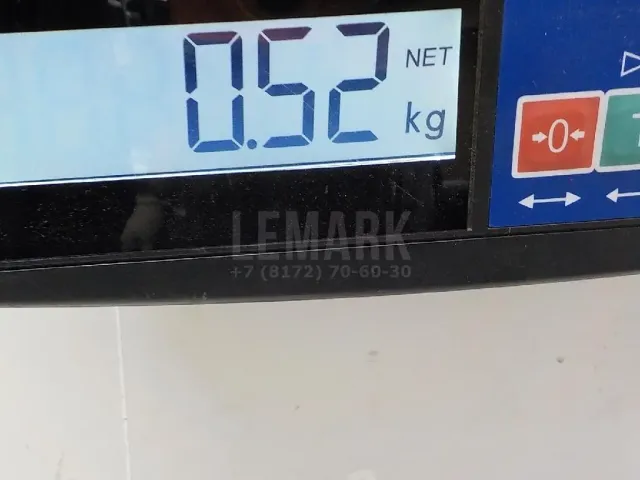 0.52
NET
kg
→0←
LEMARK
+7 (8172) 70-60-30